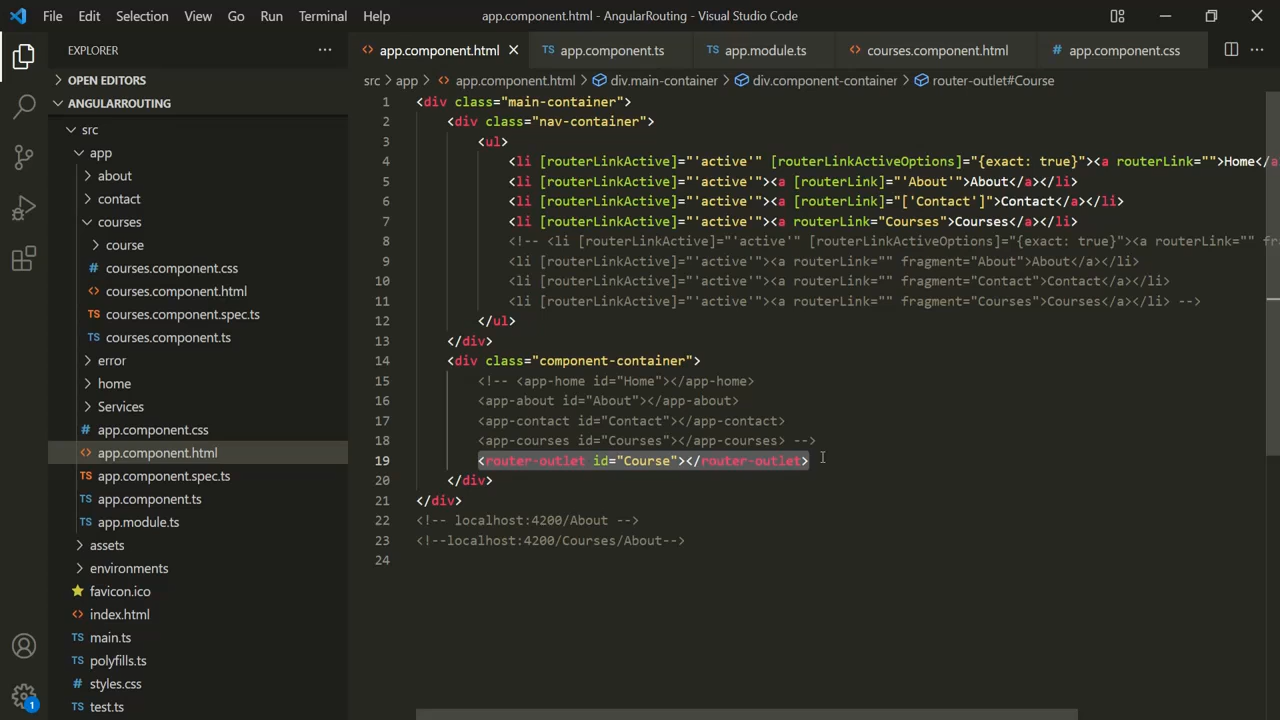 File Edit Selection View Go Run Terminal Help app.component.html - AngularRouting - Visual Studio Code
EXPLORER
OPEN EDITORS
ANGULARROUTING
src
app
about
contact
courses
course
courses.component.css
courses.component.html
courses.component.spec.ts
courses.component.ts
error
home
Services
app.component.css
app.component.html
app.component.spec.ts
app.component.ts
app.module.ts
assets
environments
favicon.ico
index.html
main.ts
polyfills.ts
styles.css
test.ts
1
app.component.html TS app.component.ts TS app.module.ts courses.component.html # app.component.css
src > app > app.component.html > div.main-container > div.component-container > router-outlet#Course
1 <div class="main-container">
2 <div class="nav-container">
3 <ul>
4 <li [routerLinkActive]="'active'" [routerLinkActiveOptions]="{exact: true}"><a routerLink="">Home</a
5 <li [routerLinkActive]="'active'"><a [routerLink]="'About'">About</a></li>
6 <li [routerLinkActive]="'active'"><a [routerLink]="['Contact']">Contact</a></li>
7 <li [routerLinkActive]="'active'"><a routerLink="Courses">Courses</a></li>
8 <!-- <li [routerLinkActive]="'active'" [routerLinkActiveOptions]="{exact: true}"><a routerLink="" fra
9 <li [routerLinkActive]="'active'"><a routerLink="" fragment="About">About</a></li>
10 <li [routerLinkActive]="'active'"><a routerLink="" fragment="Contact">Contact</a></li>
11 <li [routerLinkActive]="'active'"><a routerLink="" fragment="Courses">Courses</a></li> -->
12 </ul>
13 </div>
14 <div class="component-container">
15 <!-- <app-home id="Home"></app-home>
16 <app-about id="About"></app-about>
17 <app-contact id="Contact"></app-contact>
18 <app-courses id="Courses"></app-courses> -->
19 <router-outlet id="Course"></router-outlet>
20 </div>
21 </div>
22 <!-- localhost:4200/About -->
23 <!--localhost:4200/Courses/About-->
24